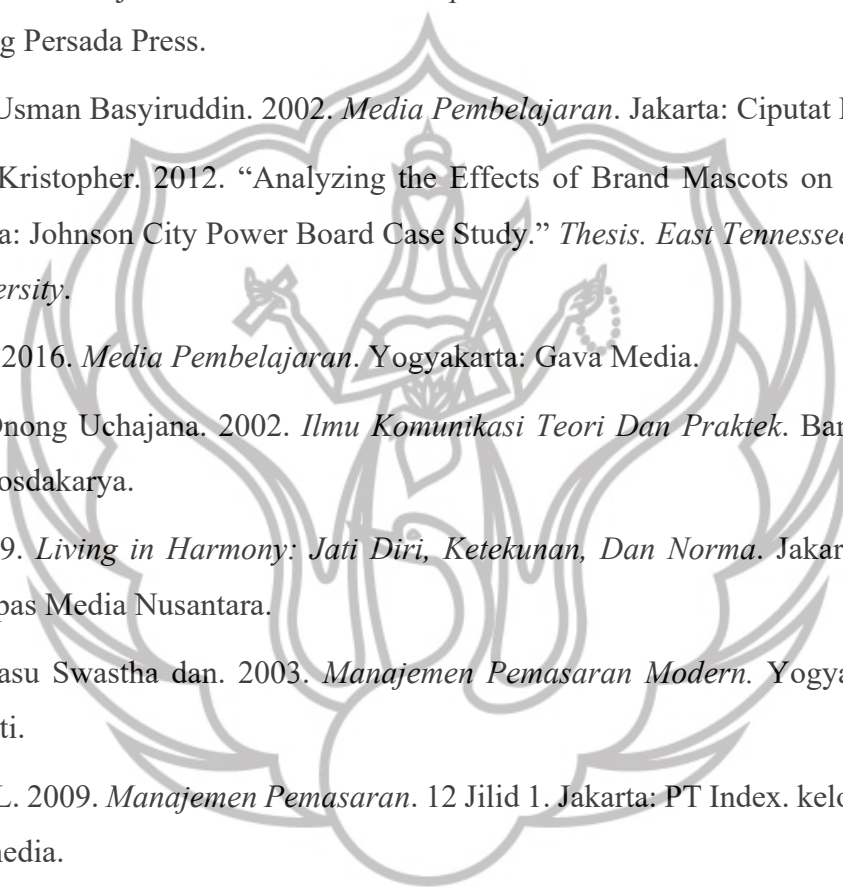 g Persada Press.
Usman Basyiruddin. 2002. Media Pembelajaran. Jakarta: Ciputat
Kristopher. 2012. “Analyzing the Effects of Brand Mascots on
a: Johnson City Power Board Case Study.” Thesis. East Tennessee
ersity.
2016. Media Pembelajaran. Yogyakarta: Gava Media.
nong Uchajana. 2002. Ilmu Komunikasi Teori Dan Praktek. Bar
osdakarya.
9. Living in Harmony: Jati Diri, Ketekunan, Dan Norma. Jakar
pas Media Nusantara.
asu Swastha dan. 2003. Manajemen Pemasaran Modern. Yogya
ti.
L. 2009. Manajemen Pemasaran. 12 Jilid 1. Jakarta: PT Index. kelo
media.